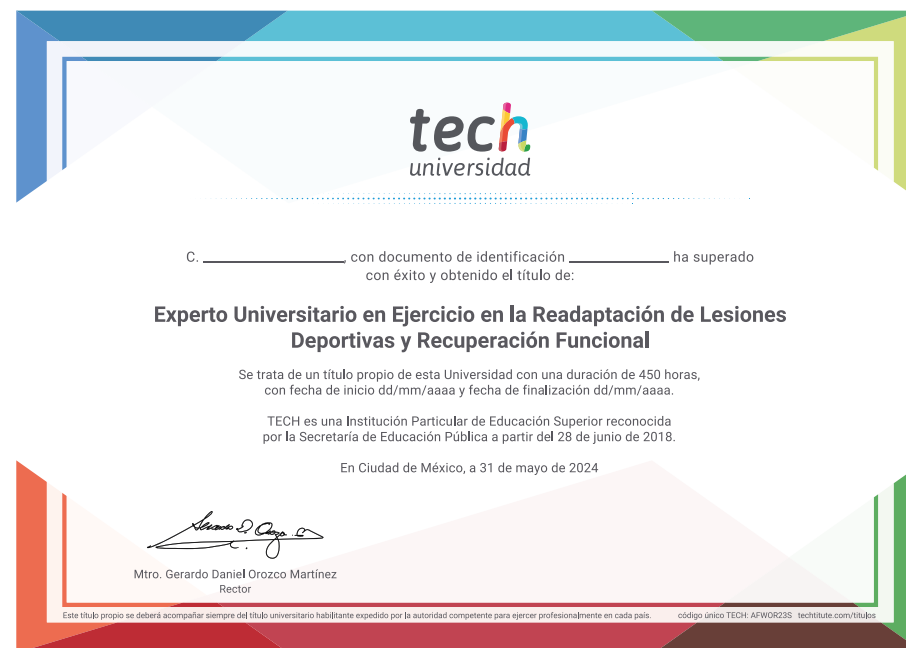 tech
universidad
C. ____________, con documento de identificación ____________ ha superado
con éxito y obtenido el título de:
Experto Universitario en Ejercicio en la Readaptación de Lesiones
Deportivas y Recuperación Funcional
Se trata de un título propio de esta Universidad con una duración de 450 horas,
con fecha de inicio dd/mm/aaaa y fecha de finalización dd/mm/aaaa.
TECH es una Institución Particular de Educación Superior reconocida
por la Secretaría de Educación Pública a partir del 28 de junio de 2018.
En Ciudad de México, a 31 de mayo de 2024
Mtro. Gerardo Daniel Orozco Martínez
Rector
Este título propio se deberá acompañar siempre del título universitario habilitante expedido por la autoridad competente para ejercer profesionalmente en cada país. código único TECH: AFWOR23S techtitute.com/titulos